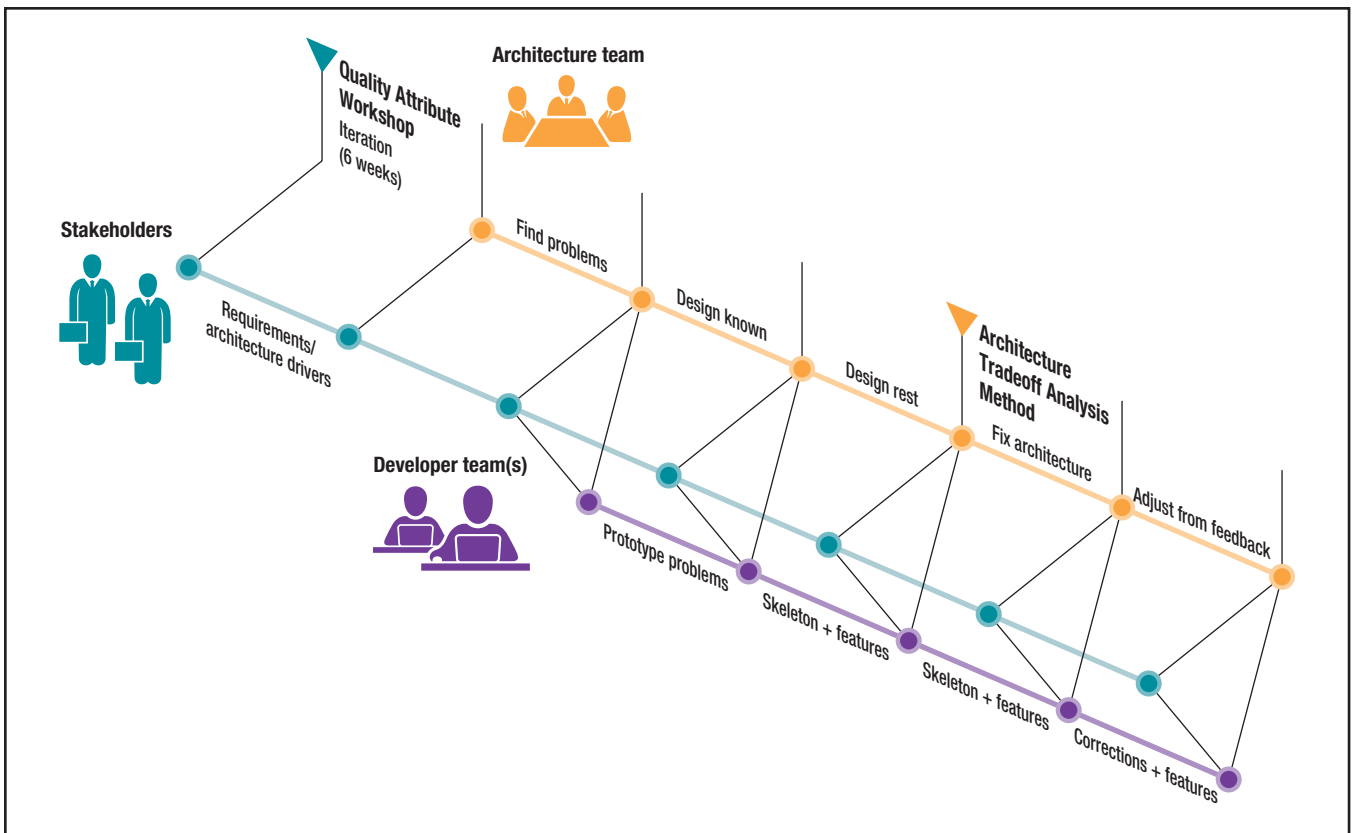 Architecture team
Quality Attribute
Workshop
Iteration
(6 weeks)
Stakeholders
Find problems
Design known
Requirements/
architecture drivers
Design rest
Architecture
Tradeoff Analysis
Method
Fix architecture
Developer team(s)
Adjust from feedback
Prototype problems
Skeleton + features
Skeleton + features
Corrections + features